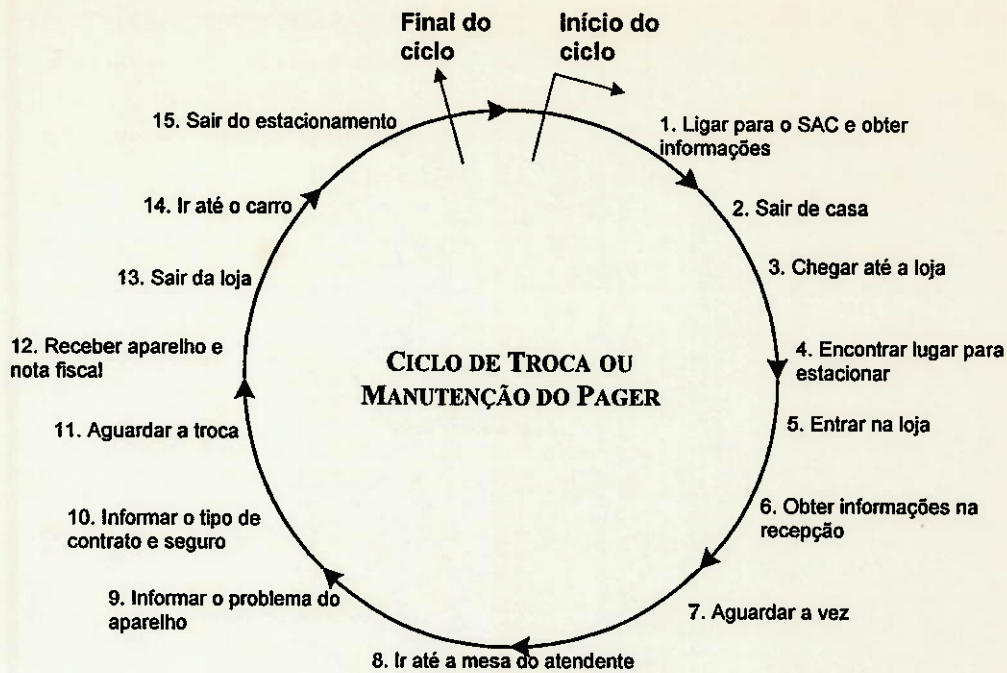 Final do
ciclo
Início do
ciclo
1. Ligar para o SAC e obter
informações
2. Sair de casa
3. Chegar até a loja
4. Encontrar lugar para
estacionar
5. Entrar na loja
6. Obter informações na
recepção
7. Aguardar a vez
8. Ir até a mesa do atendente
9. Informar o problema do
aparelho
10. Informar o tipo de
contrato e seguro
11. Aguardar a troca
12. Receber aparelho e
nota fiscal
13. Sair da loja
14. Ir até o carro
15. Sair do estacionamento
CICLO DE TROCA OU
MANUTENÇÃO DO PAGER